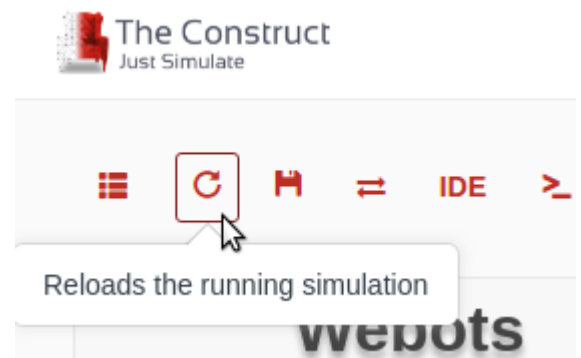 The Construct
Just Simulate
IDE
Reloads the running simulation
Webots